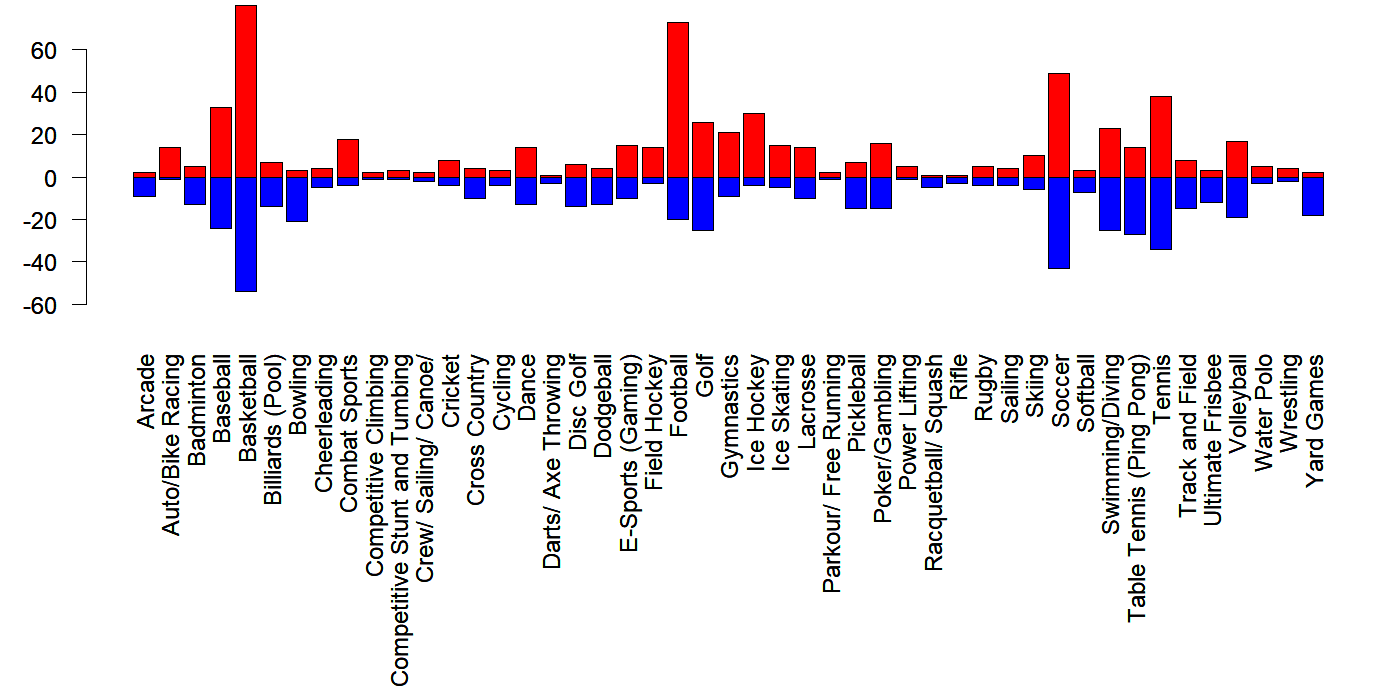 60
40
20
0
-20
-40
-60
Arcade
Auto/Bike Racing
Badminton
Baseball
Basketball
Billiards (Pool)
Bowling
Cheerleading
Combat Sports
Competitive Climbing
Competitive Stunt and Tumbing
Crew/ Sailing/ Canoe/
Cricket
Cross Country
Cycling
Dance
Darts/ Axe Throwing
Disc Golf
Dodgeball
E-Sports (Gaming)
Field Hockey
Football
Golf
Gymnastics
Ice Hockey
Ice Skating
Lacrosse
Parkour/ Free Running
Pickleball
Poker/Gambling
Power Lifting
Racquetball/ Squash
Rifle
Rugby
Sailing
Skiing
Soccer
Softball
Swimming/Diving
Table Tennis (Ping Pong)
Tennis
Track and Field
Ultimate Frisbee
Volleyball
Water Polo
Wrestling
Yard Games